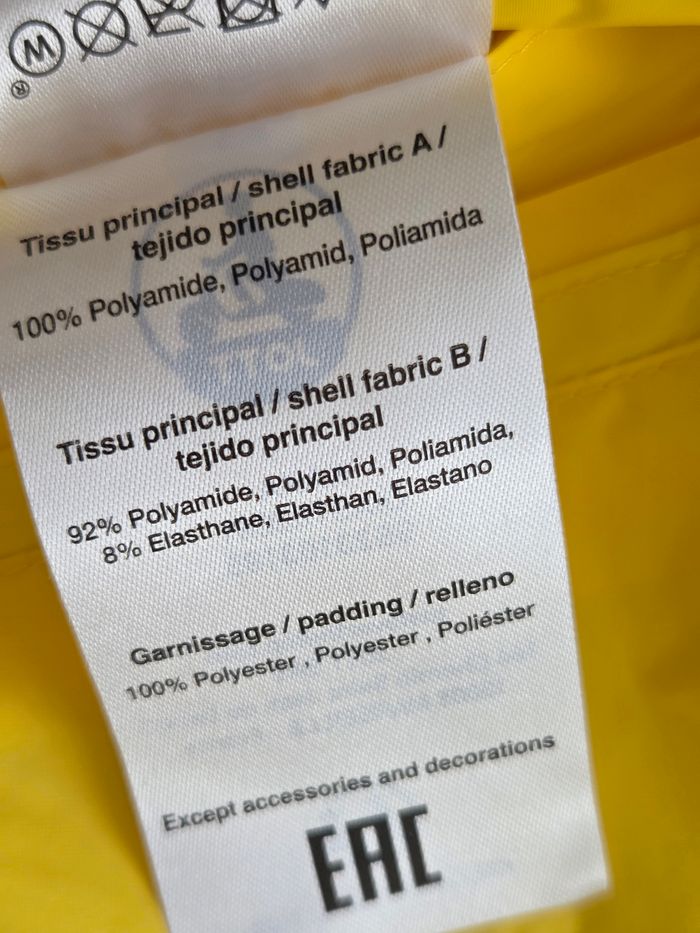 W
®
Tissu principal / shell fabric A /
tejido principal
100% Polyamide, Polyamid, Poliamida
Tissu principal / shell fabric B /
tejido principal
92% Polyamide, Polyamid, Poliamida,
8% Elasthane, Elasthan, Elastano
Garnissage / padding / relleno
100% Polyester , Polyester , Poliéster
Except accessories and decorations
EAC